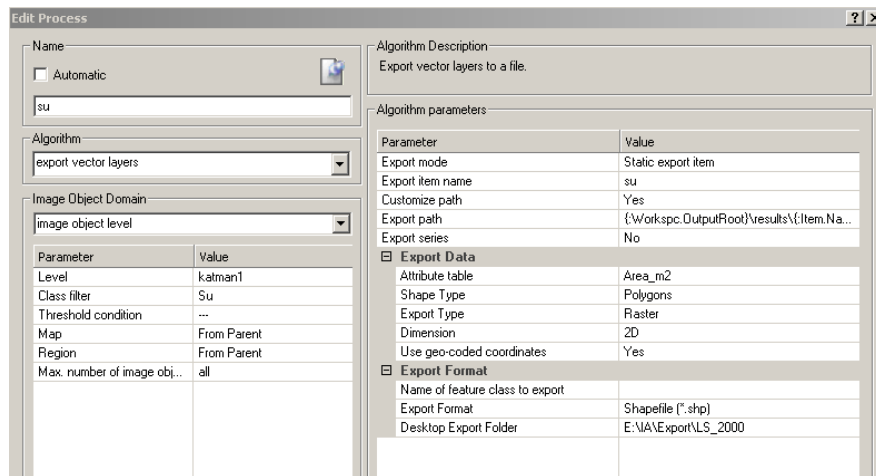 Edit Process
Name
Automatic
su
Algorithm
export vector layers
Image Object Domain
image object level
Parameter Value
Level katman1
Class filter Su
Threshold condition ---
Map From Parent
Region From Parent
Max. number of image obj... all
Algorithm Description
Export vector layers to a file.
Algorithm parameters
Parameter Value
Export mode Static export item
Export item name su
Customize path Yes
Export path {:Workspc.OutputRoot}\results\{:Item.Na...
Export series No
Export Data
Attribute table Area_m2
Shape Type Polygons
Export Type Raster
Dimension 2D
Use geo-coded coordinates Yes
Export Format
Name of feature class to export
Export Format Shapefile (*.shp)
Desktop Export Folder E:\IA\Export\LS_2000